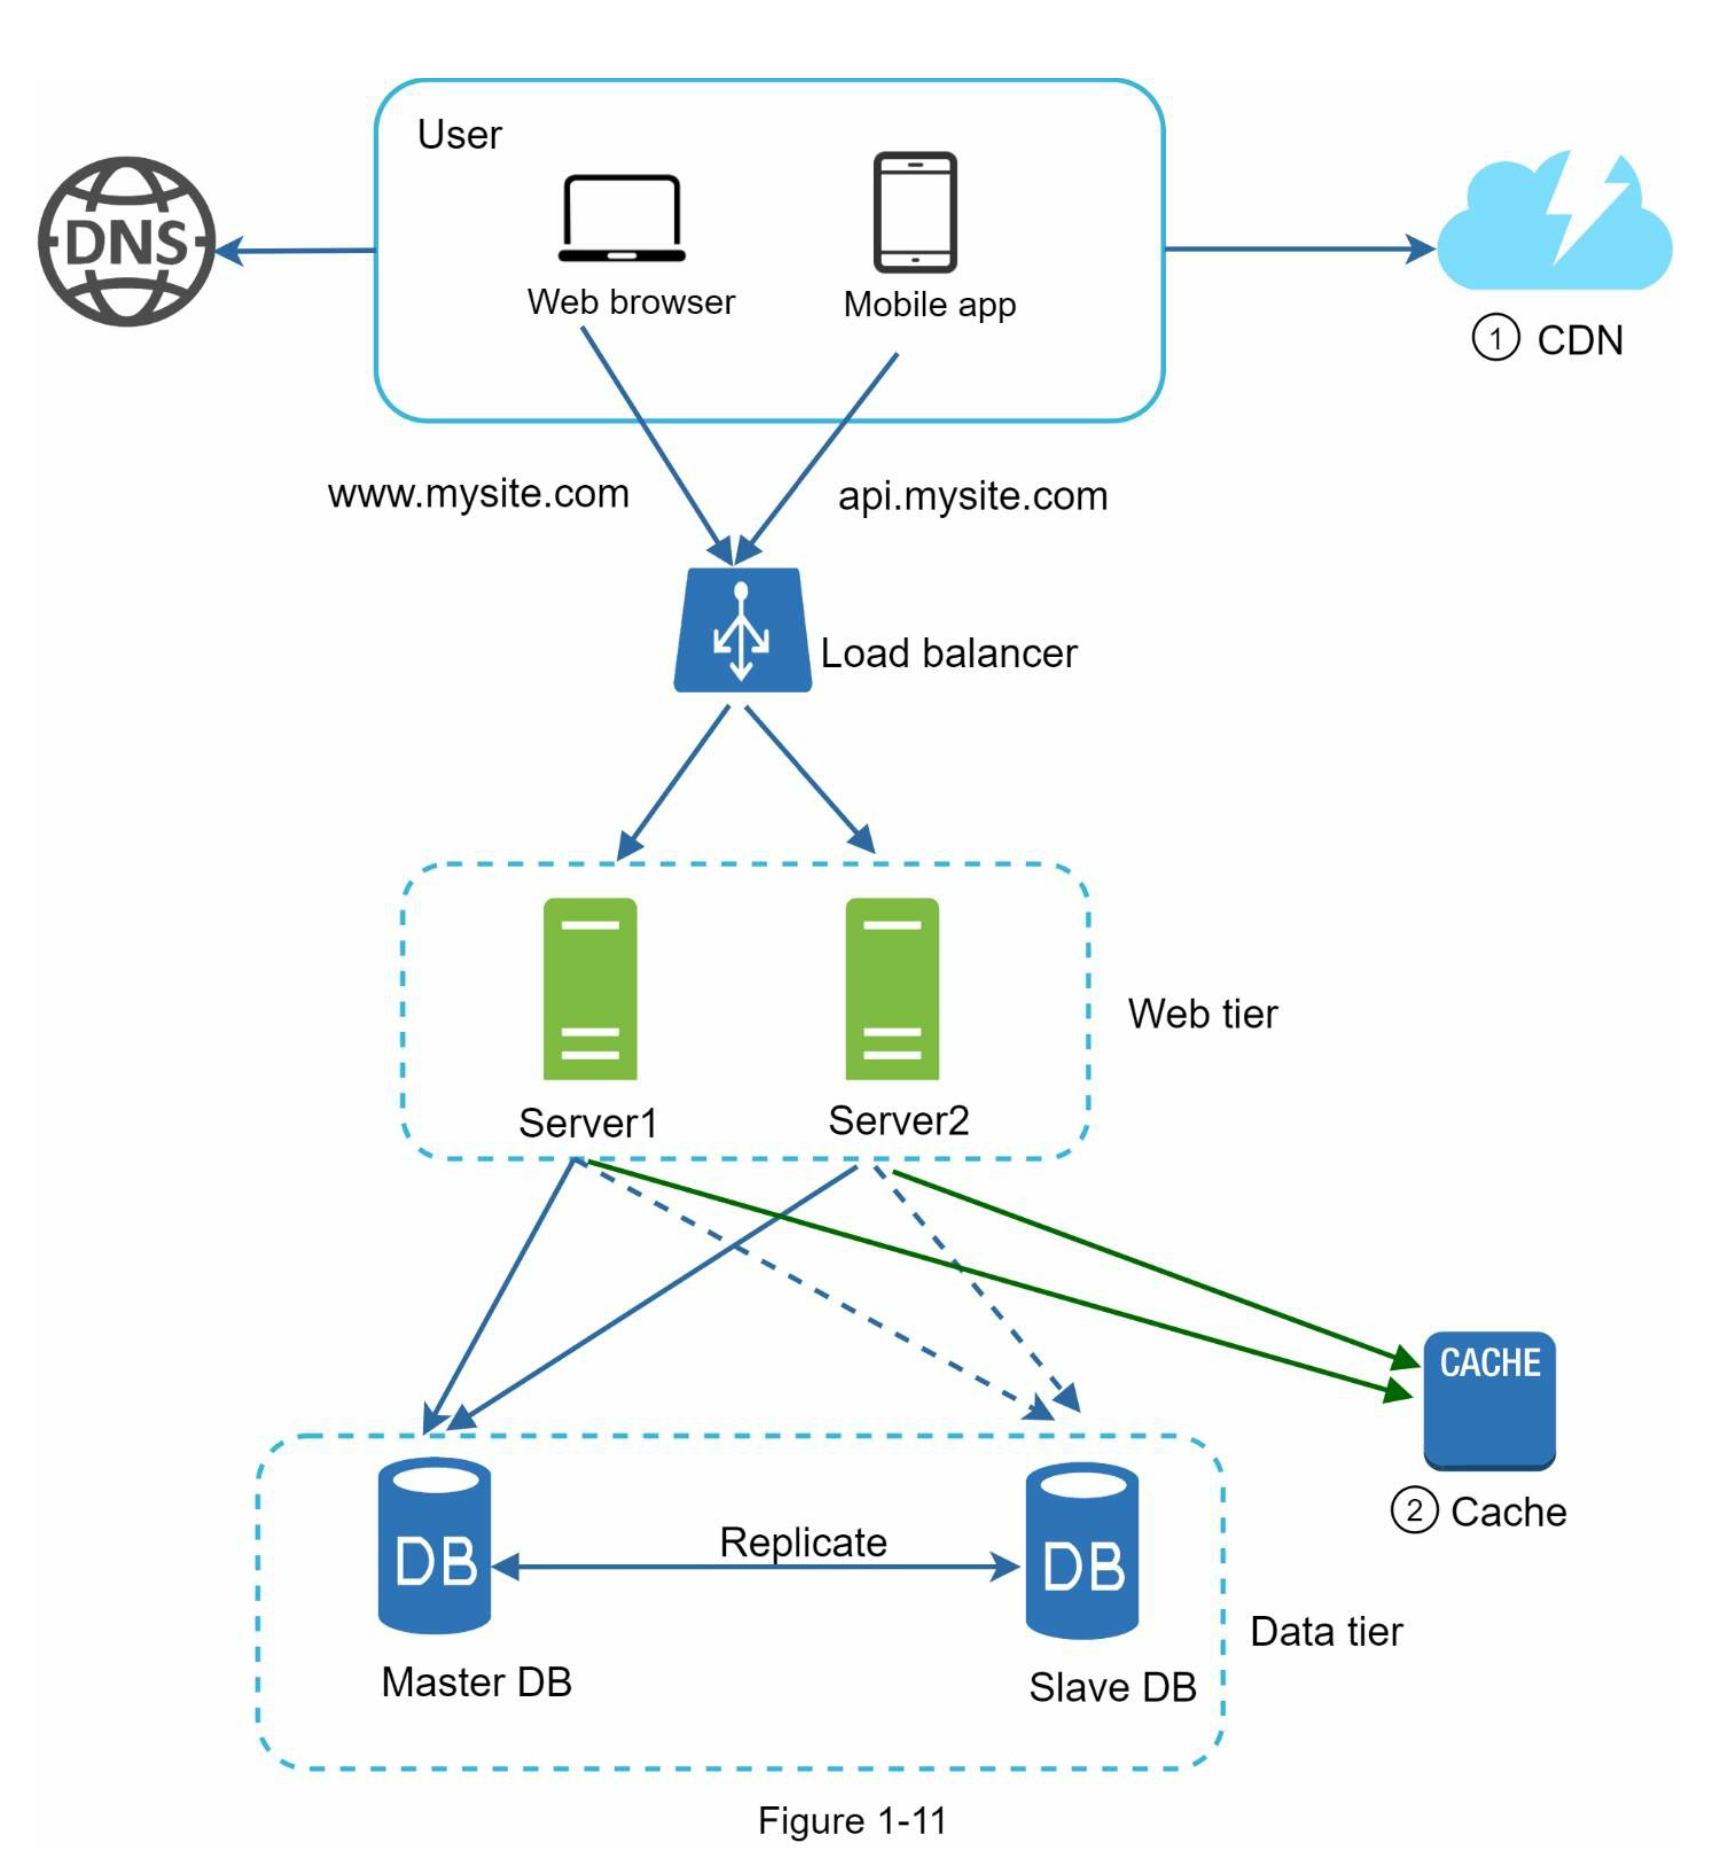 User
DNS
Web browser
Mobile app
1 CDN
www.mysite.com
api.mysite.com
Load balancer
Web tier
Server1
Server2
CACHE
2 Cache
Replicate
DB
DB
Data tier
Master DB
Slave DB
Figure 1-11